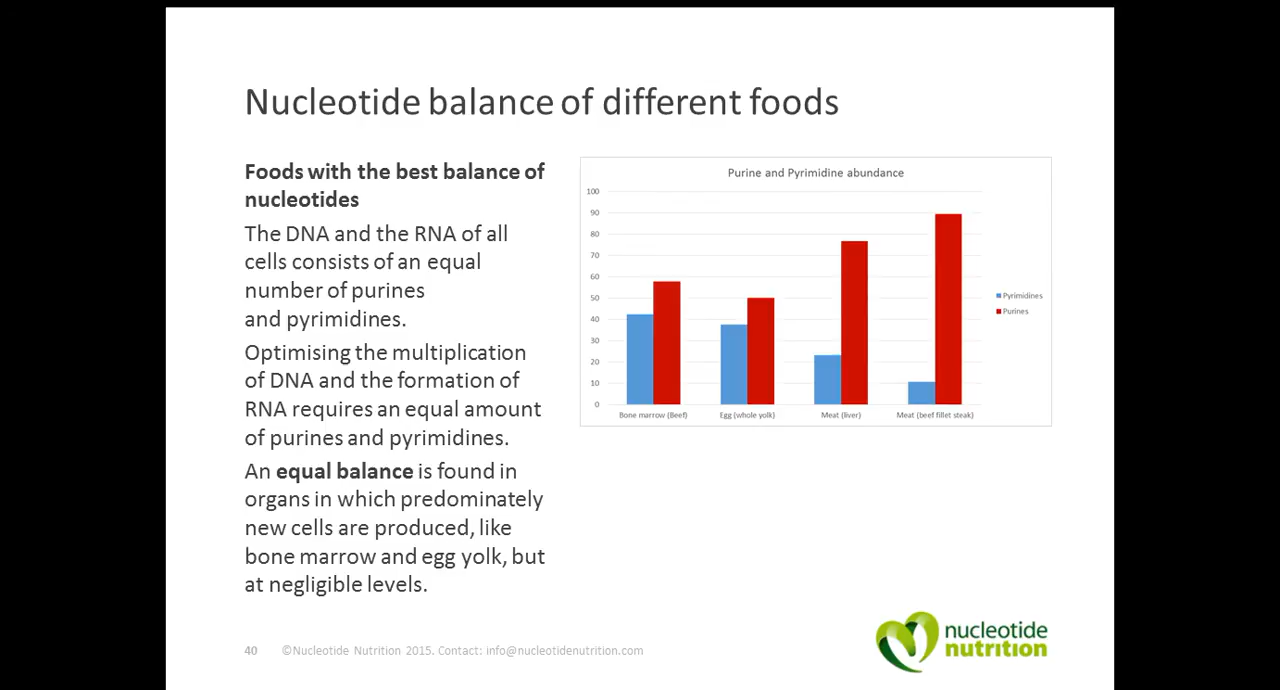 Nucleotide balance of different foods
Foods with the best balance of
nucleotides
The DNA and the RNA of all
cells consists of an equal
number of purines
and pyrimidines.
Optimising the multiplication
of DNA and the formation of
RNA requires an equal amount
of purines and pyrimidines.
An equal balance is found in
organs in which predominately
new cells are produced, like
bone marrow and egg yolk, but
at negligible levels.
Purine and Pyrimidine abundance
100
90
80
70
60
50
40
30
20
10
0
Bone marrow (Beef) Egg (whole yolk) Meat (liver) Meat (beef fillet steak)
Pyrimidines
Purines
40 ©Nucleotide Nutrition 2015. Contact: info@nucleotidenutrition.com
nucleotide
nutrition